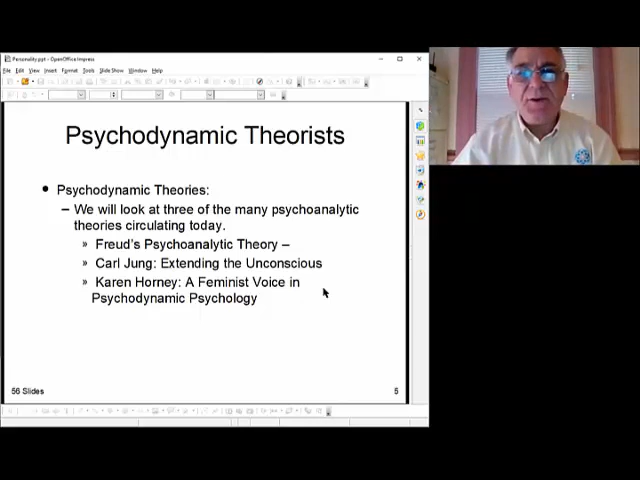 Personality.ppt - OpenOffice Impress
File Edit View Insert Format Tools Slide Show Window Help
Psychodynamic Theorists
• Psychodynamic Theories:
– We will look at three of the many psychoanalytic
theories circulating today.
» Freud's Psychoanalytic Theory –
» Carl Jung: Extending the Unconscious
» Karen Horney: A Feminist Voice in
Psychodynamic Psychology
56 Slides
5